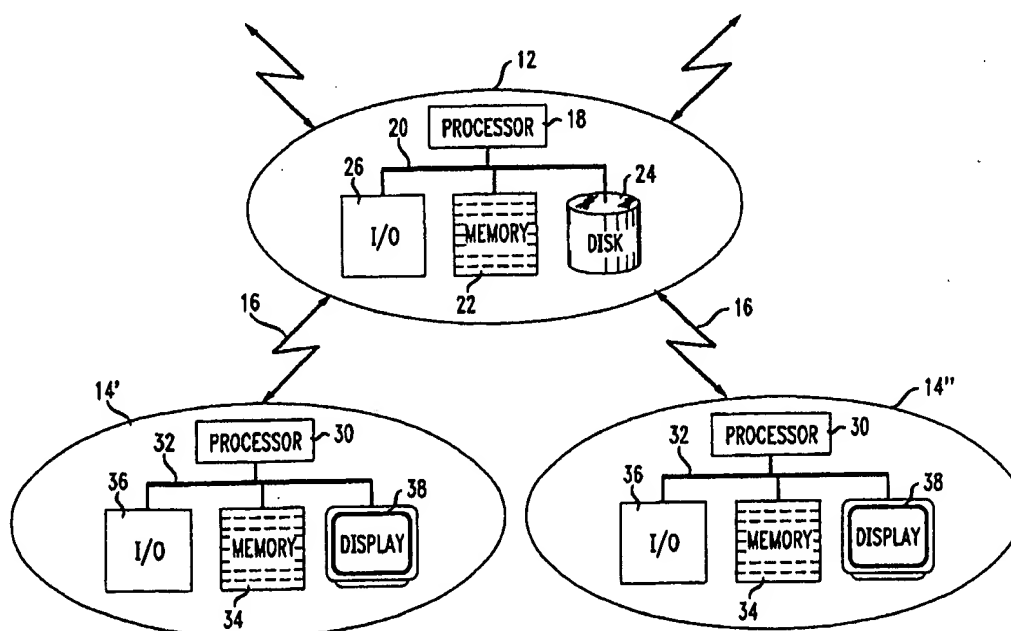 12
PROCESSOR 18
20
26 24
I/O MEMORY DISK
22
16 16
14' 14"
PROCESSOR 30 PROCESSOR 30
32 32
36 38 36 38
I/O MEMORY DISPLAY I/O MEMORY DISPLAY
34 34